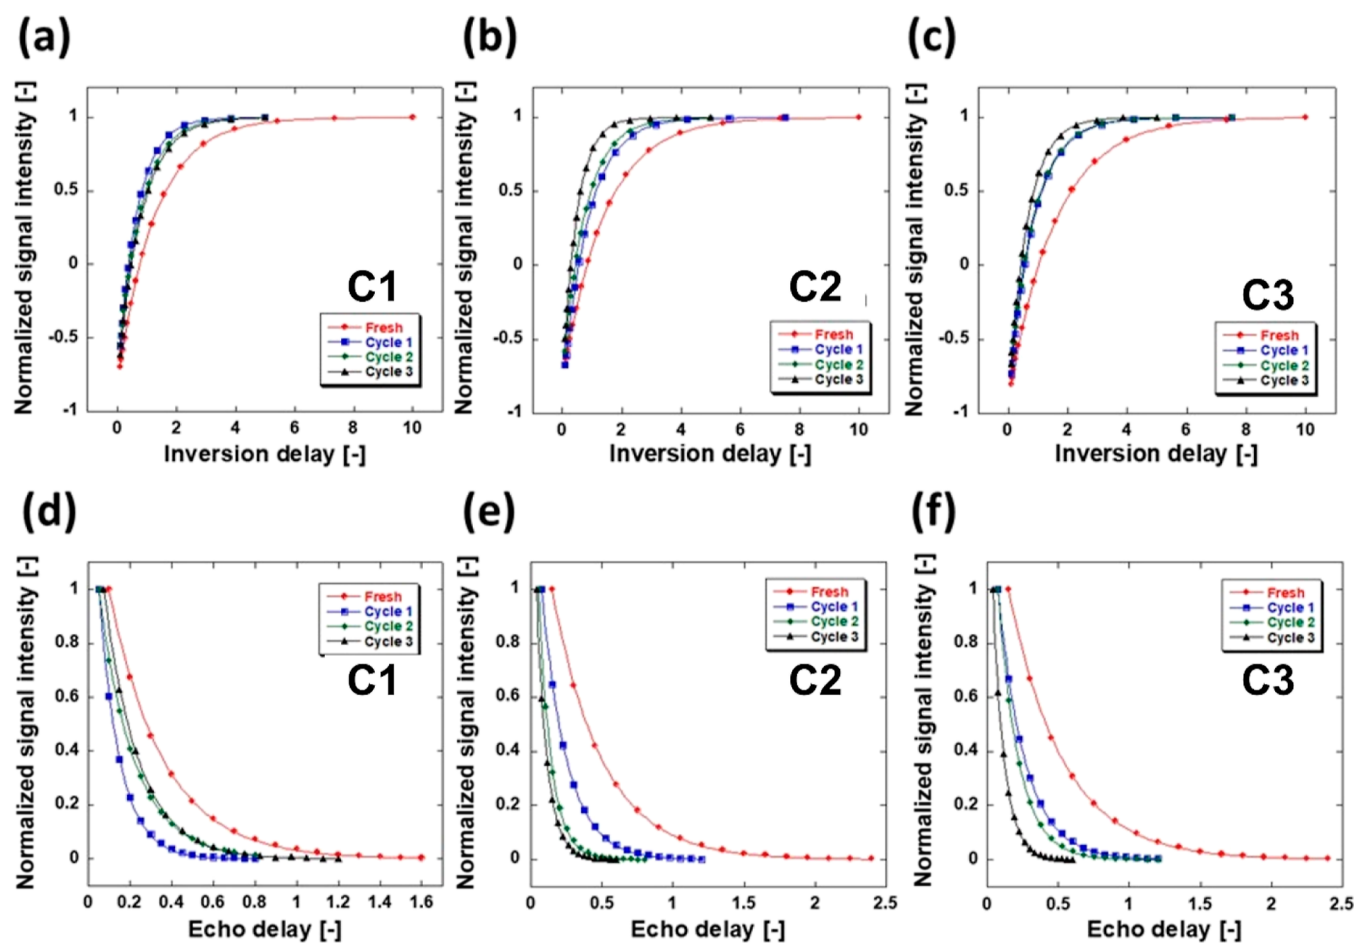 (a)
(b)
(c)
Normalized signal intensity [-]
1
0.5
0
-0.5
-1
C1
Fresh
Cycle 1
Cycle 2
Cycle 3
0 2 4 6 8 10
Inversion delay [-]
Normalized signal intensity [-]
1
0.5
0
-0.5
-1
C2
Fresh
Cycle 1
Cycle 2
Cycle 3
0 2 4 6 8 10
Inversion delay [-]
Normalized signal intensity [-]
1
0.5
0
-0.5
-1
C3
Fresh
Cycle 1
Cycle 2
Cycle 3
0 2 4 6 8 10
Inversion delay [-]
(d)
(e)
(f)
Normalized signal intensity [-]
1
0.8
0.6
0.4
0.2
0
Fresh
Cycle 1
Cycle 2
Cycle 3
C1
0 0.2 0.4 0.6 0.8 1 1.2 1.4 1.6
Echo delay [-]
Normalized signal intensity [-]
1
0.8
0.6
0.4
0.2
0
Fresh
Cycle 1
Cycle 2
Cycle 3
C2
0 0.5 1 1.5 2 2.5
Echo delay [-]
Normalized signal intensity [-]
1
0.8
0.6
0.4
0.2
0
Fresh
Cycle 1
Cycle 2
Cycle 3
C3
0 0.5 1 1.5 2 2.5
Echo delay [-]